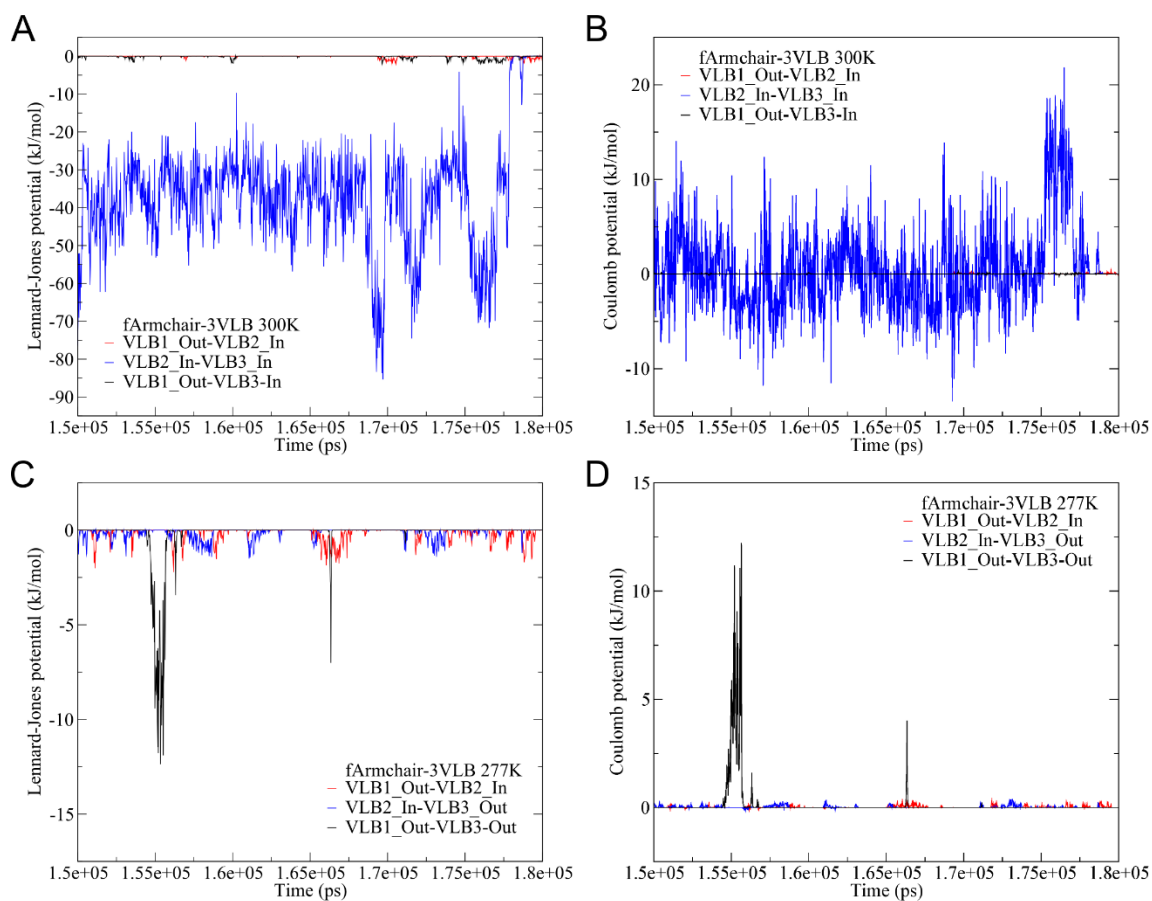 A
0
-10
-20
-30
-40
-50
-60
-70
-80
-90
Lennard-Jones potential (kJ/mol)
fArmchair-3VLB 300K
VLB1_Out-VLB2_In
VLB2_In-VLB3_In
VLB1_Out-VLB3-In
1.5e+05 1.55e+05 1.6e+05 1.65e+05 1.7e+05 1.75e+05 1.8e+05
Time (ps)
B
20
10
0
-10
Coulomb potential (kJ/mol)
fArmchair-3VLB 300K
VLB1_Out-VLB2_In
VLB2_In-VLB3_In
VLB1_Out-VLB3-In
1.5e+05 1.55e+05 1.6e+05 1.65e+05 1.7e+05 1.75e+05 1.8e+05
Time (ps)
C
0
-5
-10
-15
Lennard-Jones potential (kJ/mol)
fArmchair-3VLB 277K
VLB1_Out-VLB2_In
VLB2_In-VLB3_Out
VLB1_Out-VLB3-Out
1.5e+05 1.55e+05 1.6e+05 1.65e+05 1.7e+05 1.75e+05 1.8e+05
Time (ps)
D
15
10
5
0
Coulomb potential (kJ/mol)
fArmchair-3VLB 277K
VLB1_Out-VLB2_In
VLB2_In-VLB3_Out
VLB1_Out-VLB3-Out
1.5e+05 1.55e+05 1.6e+05 1.65e+05 1.7e+05 1.75e+05 1.8e+05
Time (ps)